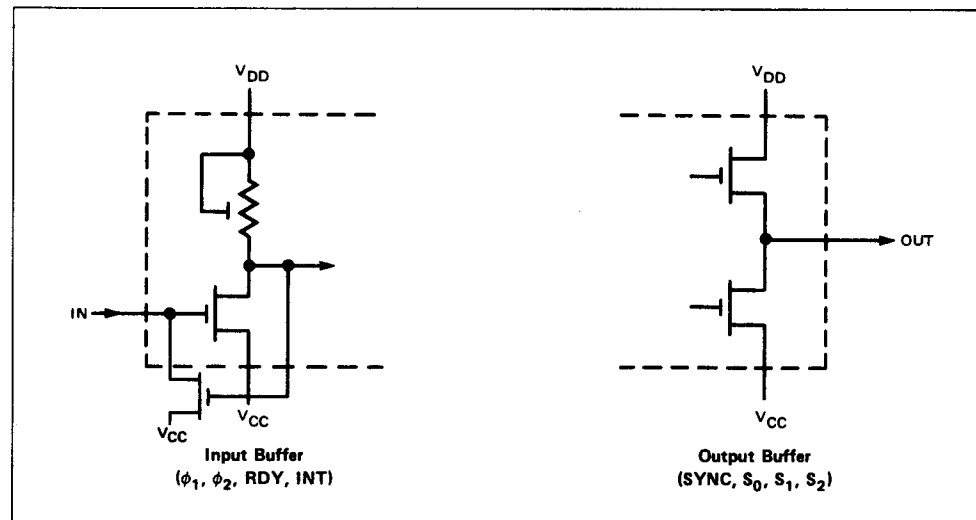 V_DD
IN
V_CC
V_CC
Input Buffer
(ϕ₁, ϕ₂, RDY, INT)
V_DD
OUT
V_CC
Output Buffer
(SYNC, S₀, S₁, S₂)